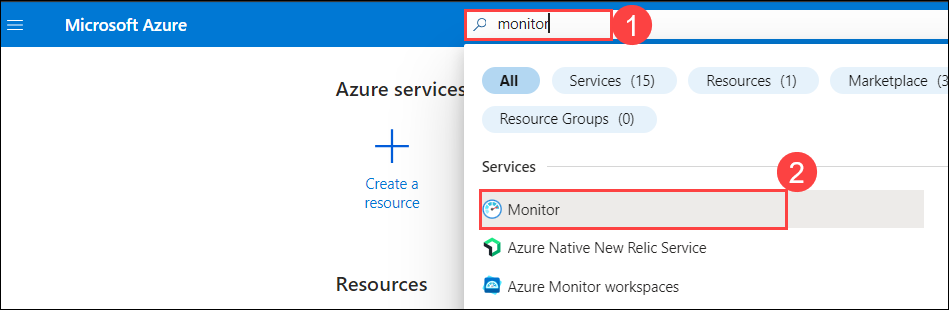 Microsoft Azure
monitor
1
All
Services (15)
Resources (1)
Marketplace (3
Resource Groups (0)
Azure services
Create a
resource
Services
2
Monitor
Azure Native New Relic Service
Azure Monitor workspaces
Resources